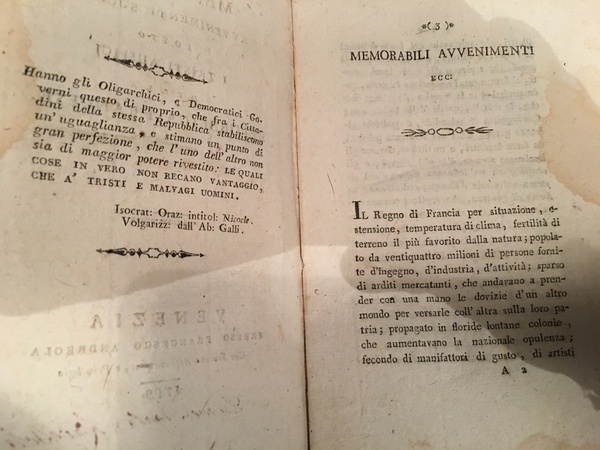 Hanno gli Oligarchici, e Democratici Go-
verni questo di proprio, che fra i Citta-
dini della stessa Repubblica stabiliscono
un'uguaglianza, e stimano un punto di
gran perfezione, che l'uno dell'altro non
sia di maggior potere rivestito: LE QUALI
COSE IN VERO NON RECANO VANTAGGIO,
CHE A' TRISTI E MALVAGI UOMINI.
Isocrat: Oraz: intitol: Nicocle.
Volgarizz: dall'Ab: Galli.
VENEZIA
PRESSO FRANCESCO ANDREOLA
( 3 )
MEMORABILI AVVENIMENTI
ECC:
IL Regno di Francia per situazione, e-
stensione, temperatura di clima, fertilità di
terreno il più favorito dalla natura; popola-
to da ventiquattro milioni di persone forni-
te d'ingegno, d'industria, d'attività; sparso
di arditi mercatanti, che andavano a pren-
der con una mano le dovizie d'un altro
mondo per versarle coll'altra sulla loro pa-
tria; propagato in floride lontane colonie,
che aumentavano la nazionale opulenza;
fecondo di manifattori di gusto, di artisti
A 2